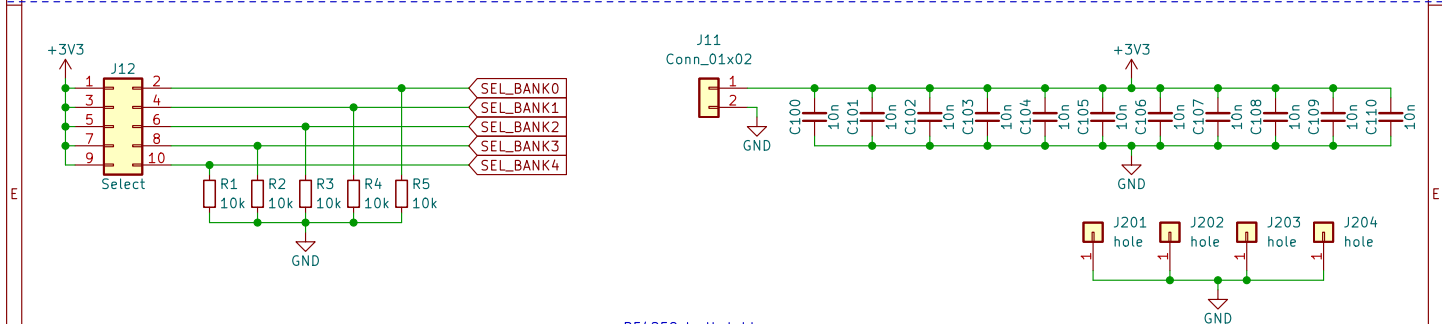 +3V3
J12
1 2 SEL_BANK0
3 4 SEL_BANK1
5 6 SEL_BANK2
7 8 SEL_BANK3
9 10 SEL_BANK4
Select
R1 R2 R3 R4 R5
10k 10k 10k 10k 10k
GND
J11
Conn_01x02
1
2
GND
+3V3
C100 10n
C101 10n
C102 10n
C103 10n
C104 10n
C105 10n
C106 10n
C107 10n
C108 10n
C109 10n
C110 10n
GND
J201 J202 J203 J204
hole hole hole hole
1 1 1 1
GND
E
E